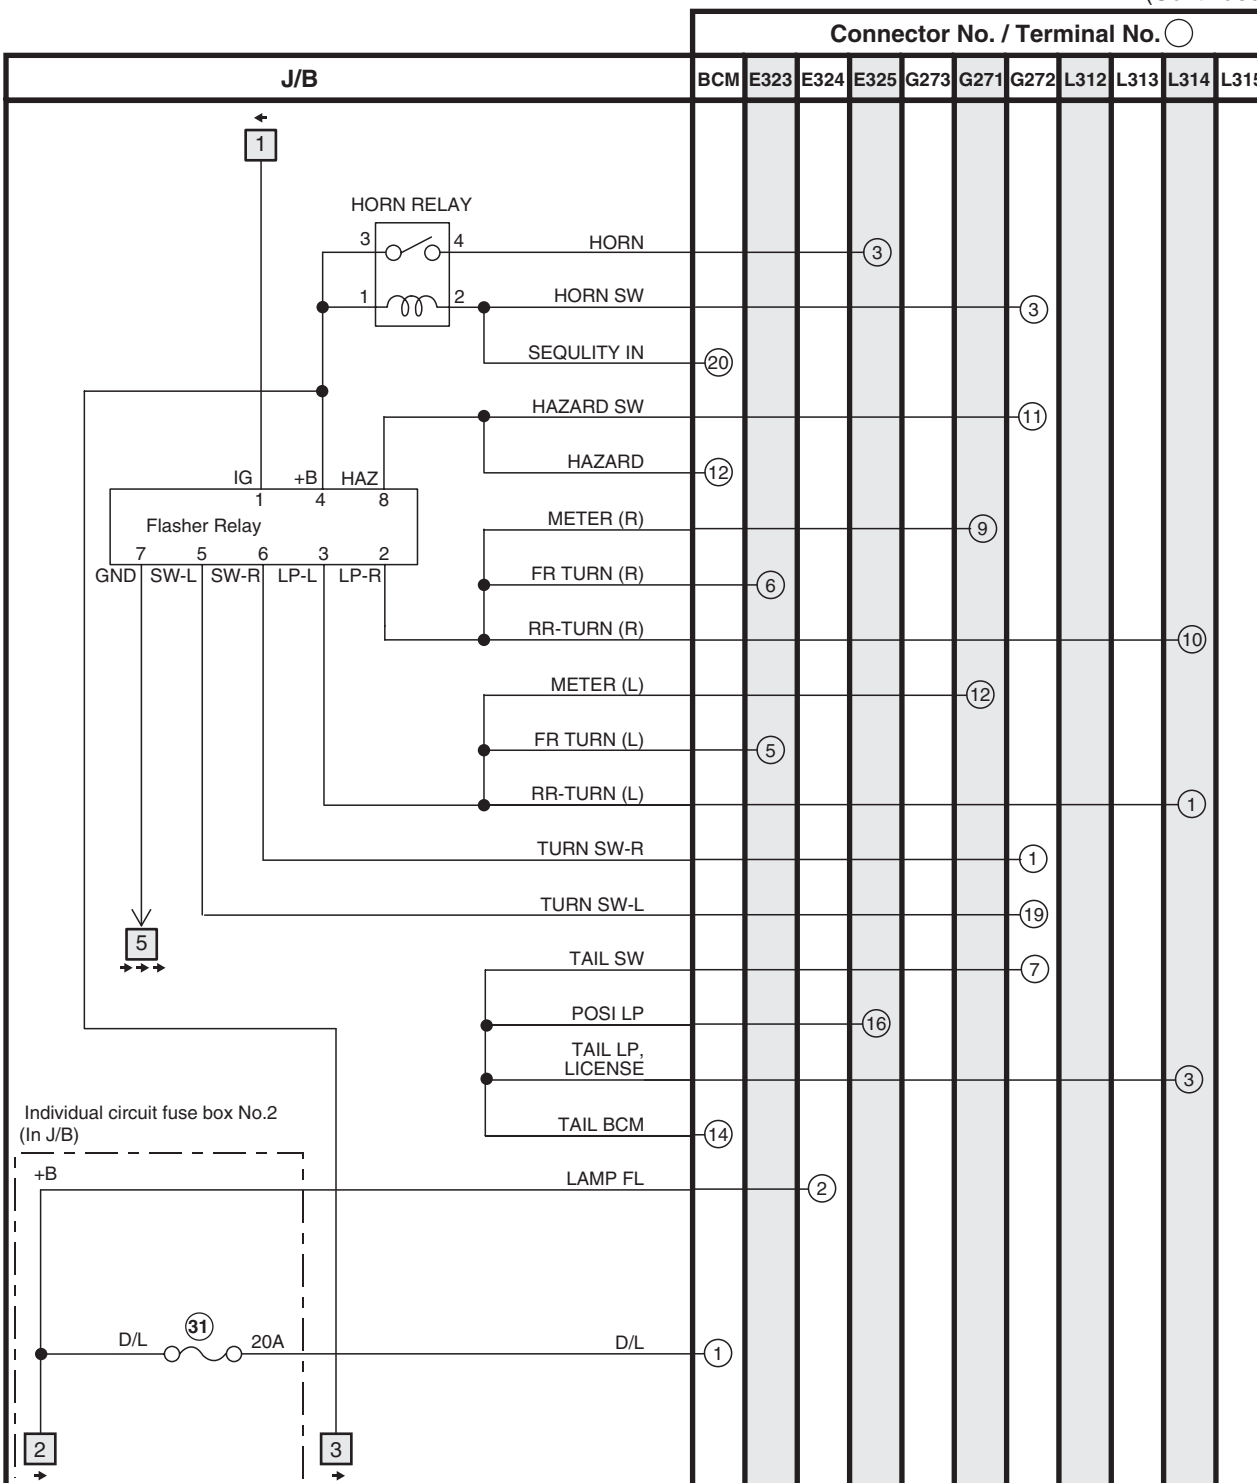 Connector No. / Terminal No.
J/B
BCM E323 E324 E325 G273 G271 G272 L312 L313 L314 L315
1
HORN RELAY
3 4 HORN 3
1 2 HORN SW 3
SEQULITY IN 20
HAZARD SW 11
HAZARD 12
IG +B HAZ
1 4 8
Flasher Relay
METER (R) 9
7 5 6 3 2
GND SW-L SW-R LP-L LP-R
FR TURN (R) 6
RR-TURN (R) 10
METER (L) 12
FR TURN (L) 5
RR-TURN (L) 1
TURN SW-R 1
TURN SW-L 19
5
TAIL SW 7
POSI LP 16
TAIL LP,
LICENSE 3
Individual circuit fuse box No.2
(In J/B)
TAIL BCM 14
+B
LAMP FL 2
D/L 31 20A D/L 1
2 3